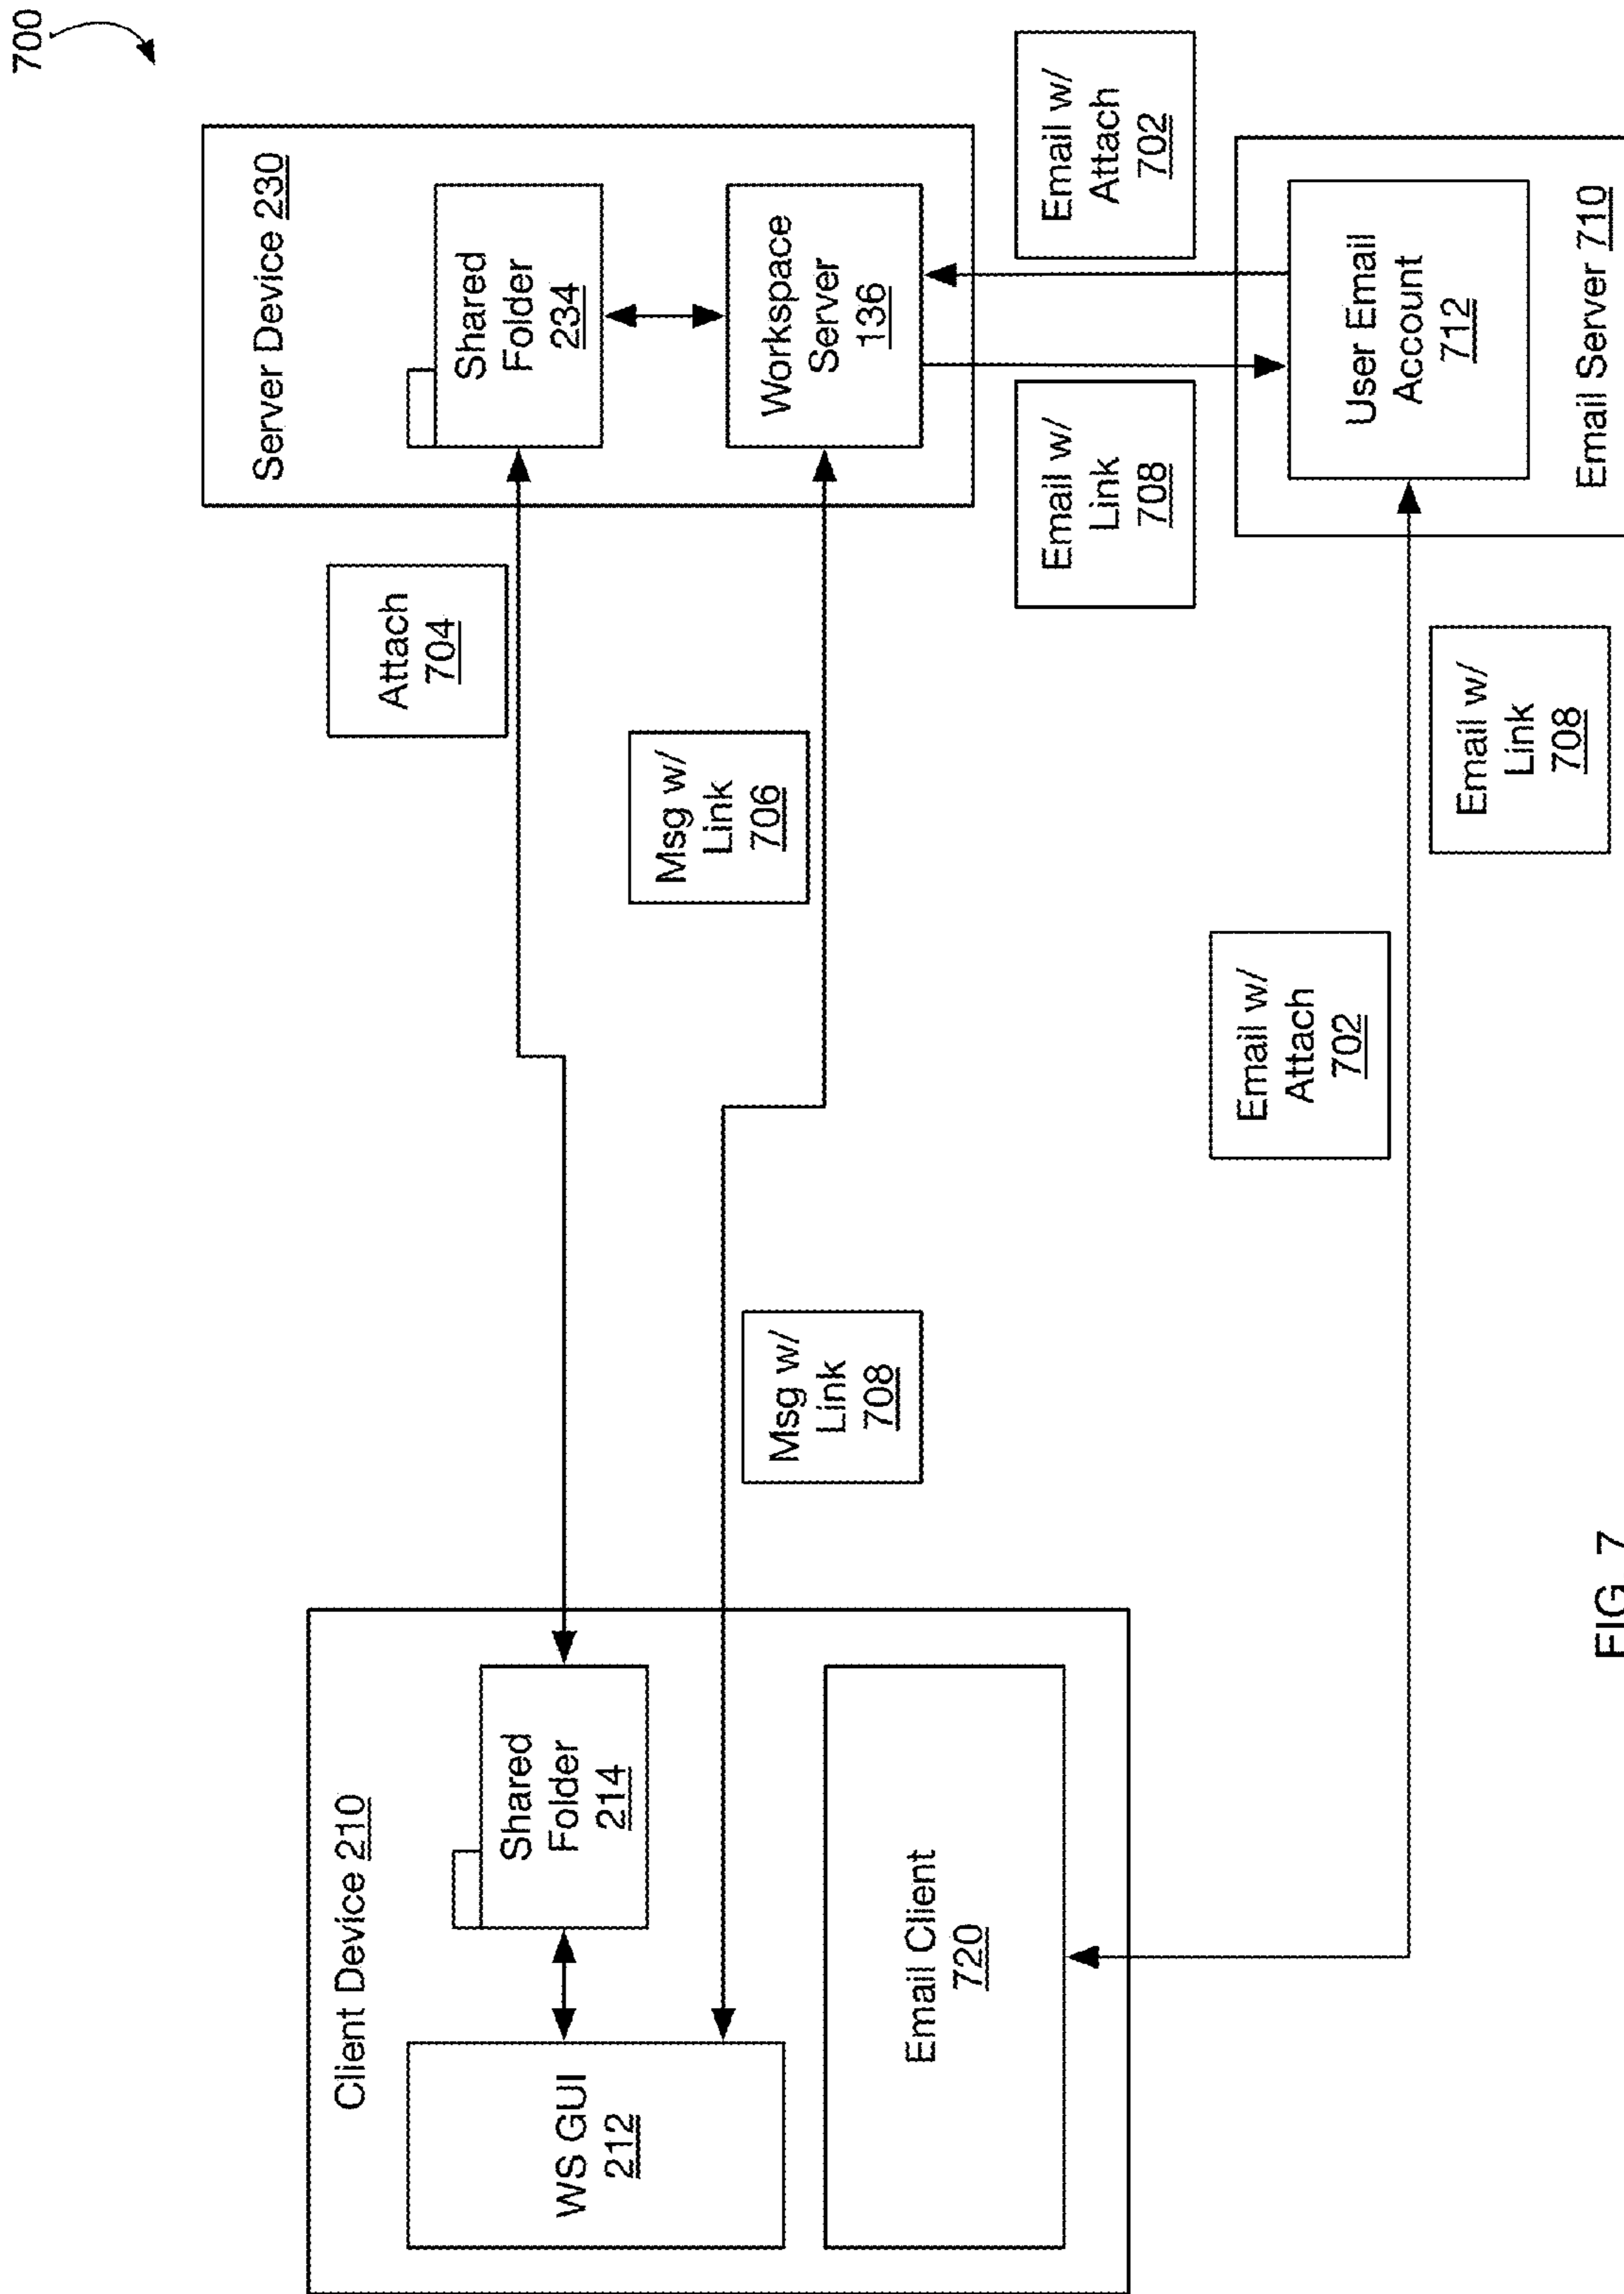 700
Client Device 210
WS GUI
212
Shared
Folder
214
Email Client
720
Attach
704
Msg w/
Link
706
Msg w/
Link
708
Server Device 230
Shared
Folder
234
Workspace
Server
136
Email w/
Link
708
Email w/
Attach
702
Email w/
Attach
702
Email w/
Link
708
User Email
Account
712
Email Server 710
FIG. 7